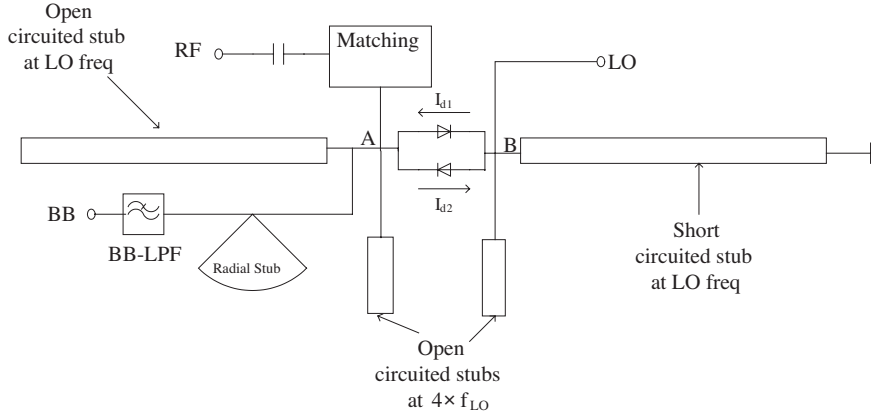 Open
circuited stub
at LO freq
RF
Matching
LO
I_d1
A
B
I_d2
BB
BB-LPF
Radial Stub
Short
circuited stub
at LO freq
Open
circuited stubs
at 4× f_LO